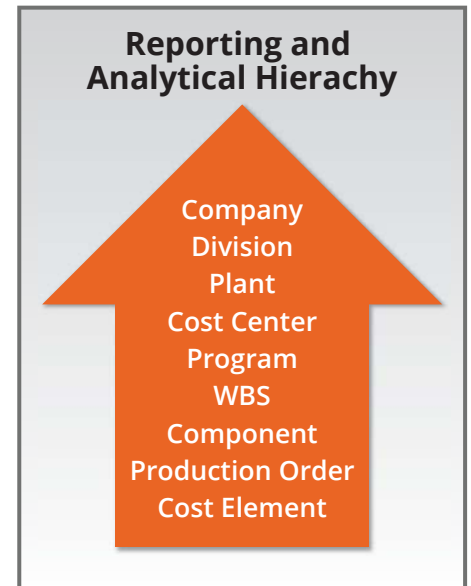 Reporting and
Analytical Hierachy
Company
Division
Plant
Cost Center
Program
WBS
Component
Production Order
Cost Element